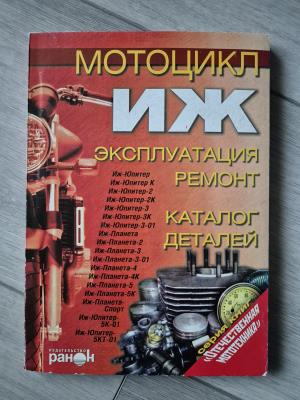 МОТОЦИКЛ
ИЖ
ЭКСПЛУАТАЦИЯ
РЕМОНТ
КАТАЛОГ
ДЕТАЛЕЙ
Иж-Юпитер
Иж-Юпитер К
Иж-Юпитер-2
Иж-Юпитер-2К
Иж-Юпитер-3
Иж-Юпитер-3К
Иж-Юпитер-3-01
Иж-Планета
Иж-Планета-2
Иж-Планета-3
Иж-Планета-3-01
Иж-Планета-4
Иж-Планета-4К
Иж-Планета-5
Иж-Планета-5К
Иж-Планета-
Спорт
Иж-Юпитер-
5К-01
Иж-Юпитер-
5КТ-01
ИЗДАТЕЛЬСТВО
ранОк
серия
«ОТЕЧЕСТВЕННАЯ
МОТОТЕХНИКА»